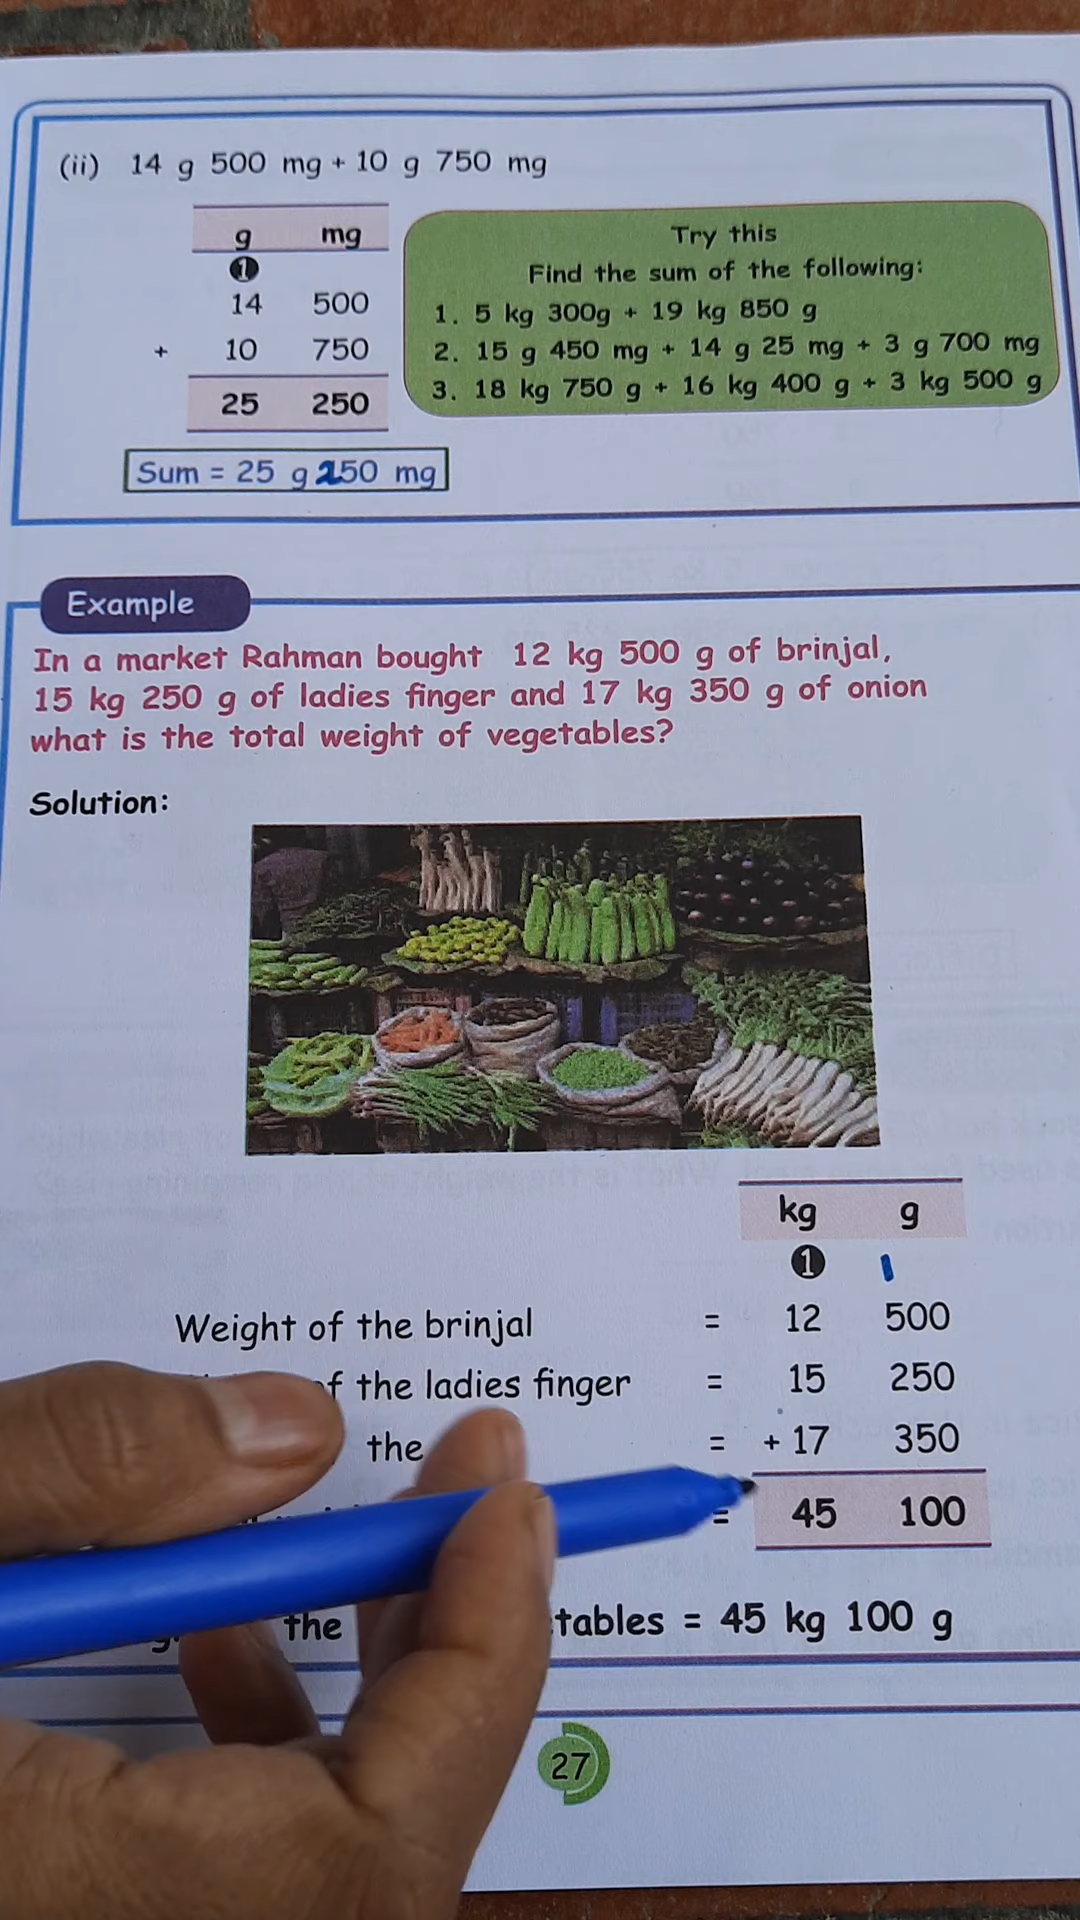 (ii) 14 g 500 mg + 10 g 750 mg
g mg
1
14 500
+ 10 750
25 250
Sum = 25 g 250 mg
Try this
Find the sum of the following:
1. 5 kg 300g + 19 kg 850 g
2. 15 g 450 mg + 14 g 25 mg + 3 g 700 mg
3. 18 kg 750 g + 16 kg 400 g + 3 kg 500 g
Example
In a market Rahman bought 12 kg 500 g of brinjal,
15 kg 250 g of ladies finger and 17 kg 350 g of onion
what is the total weight of vegetables?
Solution:
kg g
1 1
Weight of the brinjal = 12 500
of the ladies finger = 15 250
the = + 17 350
= 45 100
the = 45 kg 100 g
27